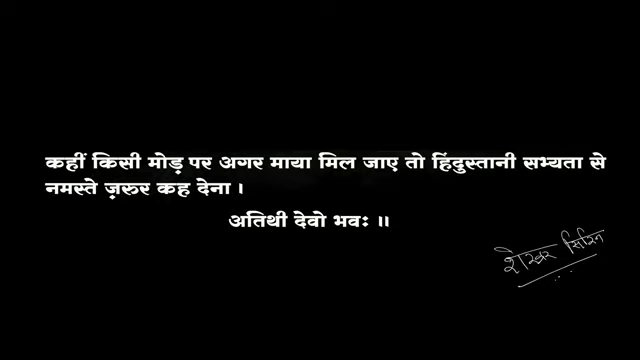 कहीं किसी मोड़ पर अगर माया मिल जाए तो हिंदुस्तानी सभ्यता से
नमस्ते ज़रूर कह देना ।
अतिथी देवो भवः ॥
शेखर सिरिन